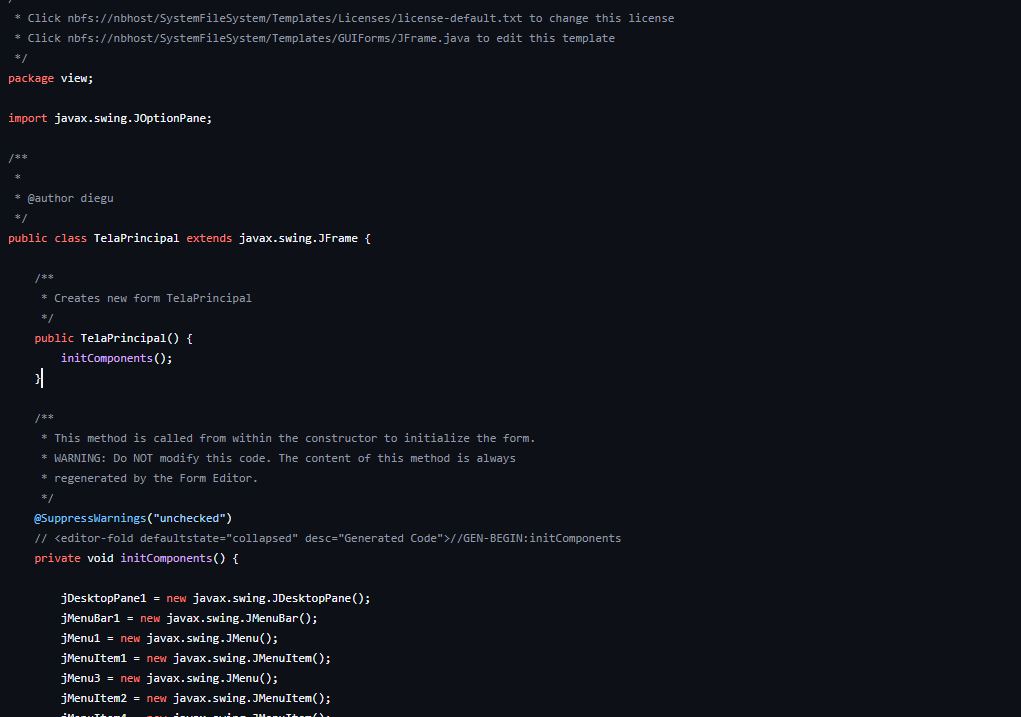 * Click nbfs://nbhost/SystemFileSystem/Templates/Licenses/license-default.txt to change this license
* Click nbfs://nbhost/SystemFileSystem/Templates/GUIForms/JFrame.java to edit this template
*/
package view;
import javax.swing.JOptionPane;
/**
*
* @author diegu
*/
public class TelaPrincipal extends javax.swing.JFrame {
/**
* Creates new form TelaPrincipal
*/
public TelaPrincipal() {
initComponents();
}
/**
* This method is called from within the constructor to initialize the form.
* WARNING: Do NOT modify this code. The content of this method is always
* regenerated by the Form Editor.
*/
@SuppressWarnings("unchecked")
// <editor-fold defaultstate="collapsed" desc="Generated Code">//GEN-BEGIN:initComponents
private void initComponents() {
jDesktopPane1 = new javax.swing.JDesktopPane();
jMenuBar1 = new javax.swing.JMenuBar();
jMenu1 = new javax.swing.JMenu();
jMenuItem1 = new javax.swing.JMenuItem();
jMenu3 = new javax.swing.JMenu();
jMenuItem2 = new javax.swing.JMenuItem();